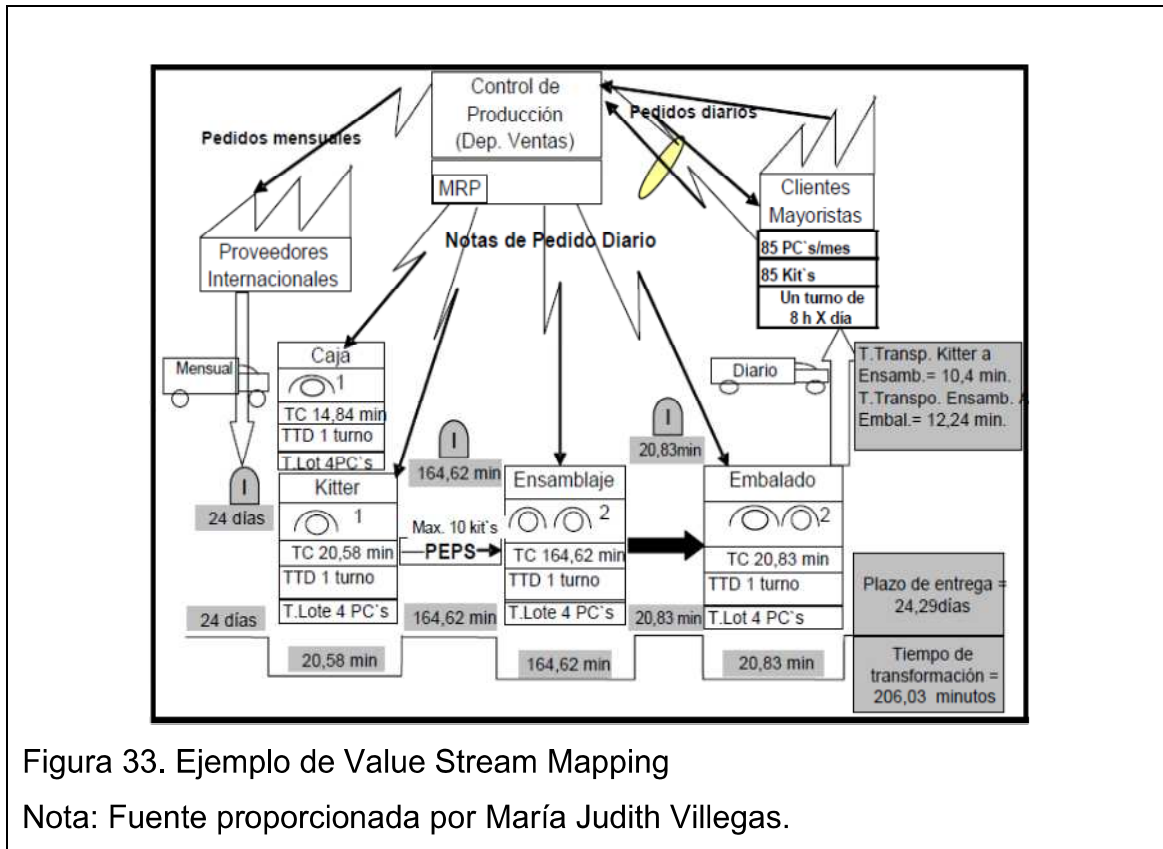 Control de
Producción
(Dep. Ventas)
MRP
Pedidos mensuales
Pedidos diarios
Clientes
Mayoristas
85 PC`s/mes
85 Kit`s
Un turno de
8 h X día
Proveedores
Internacionales
Notas de Pedido Diario
Mensual
Caja
1
TC 14,84 min
TTD 1 turno
T.Lot 4PC`s
Diario
T.Transp. Kitter a
Ensamb.= 10,4 min.
T.Transpo. Ensamb. A
Embal.= 12,24 min.
I
24 días
I
164,62 min
I
20,83min
Kitter
1
TC 20,58 min
TTD 1 turno
T.Lote 4 PC`s
Max. 10 kit`s
PEPS
Ensamblaje
2
TC 164,62 min
TTD 1 turno
T.Lote 4 PC`s
Embalado
2
TC 20,83 min
TTD 1 turno
T.Lot 4 PC`s
24 días
164,62 min
20,83 min
20,58 min
164,62 min
20,83 min
Plazo de entrega =
24,29días
Tiempo de
transformación =
206,03 minutos
Figura 33. Ejemplo de Value Stream Mapping
Nota: Fuente proporcionada por María Judith Villegas.